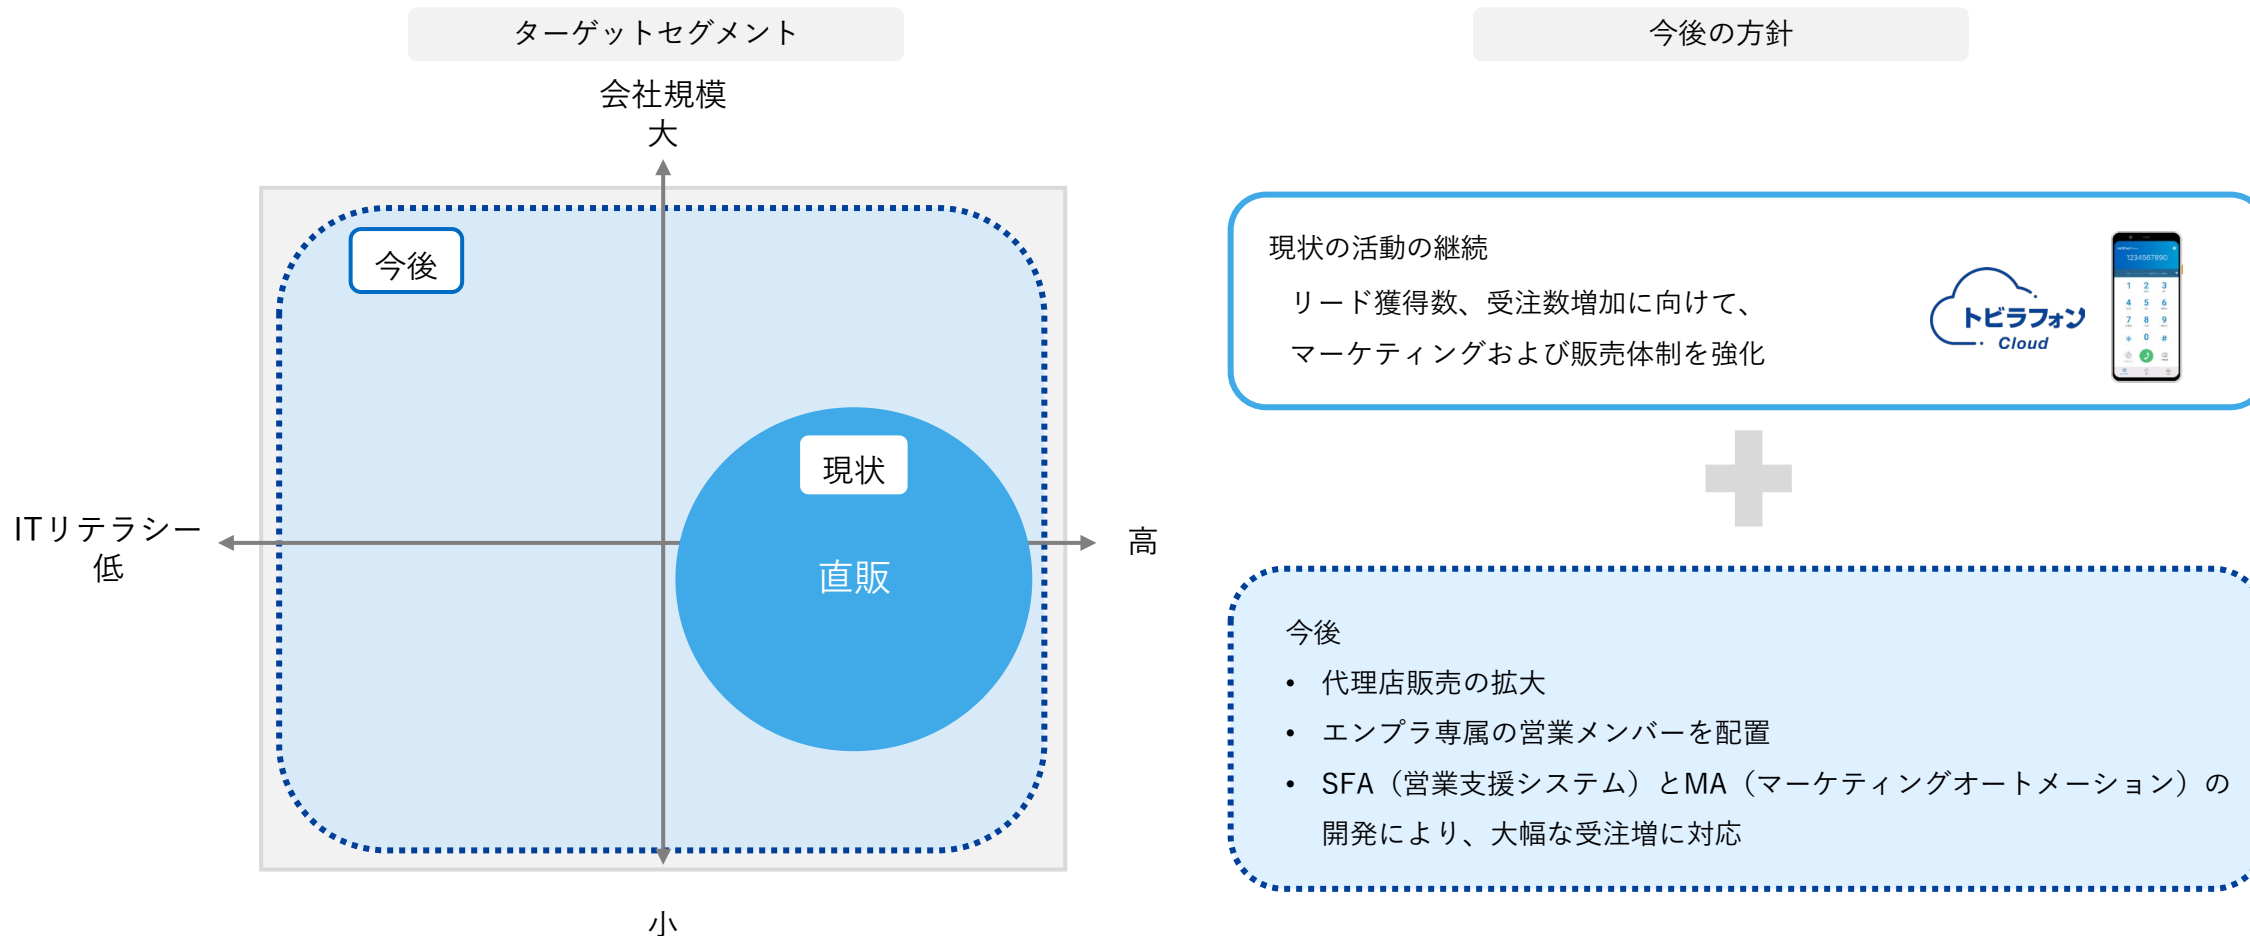 ターゲットセグメント
会社規模
大
今後
現状
直販
ITリテラシー
低
高
小
今後の方針
現状の活動の継続
リード獲得数、受注数増加に向けて、
マーケティングおよび販売体制を強化
トビラフォン
Cloud
1234567890
1 2 3
4 5 6
7 8 9
* 0 #
今後
• 代理店販売の拡大
• エンプラ専属の営業メンバーを配置
• SFA（営業支援システム）とMA（マーケティングオートメーション）の
開発により、大幅な受注増に対応